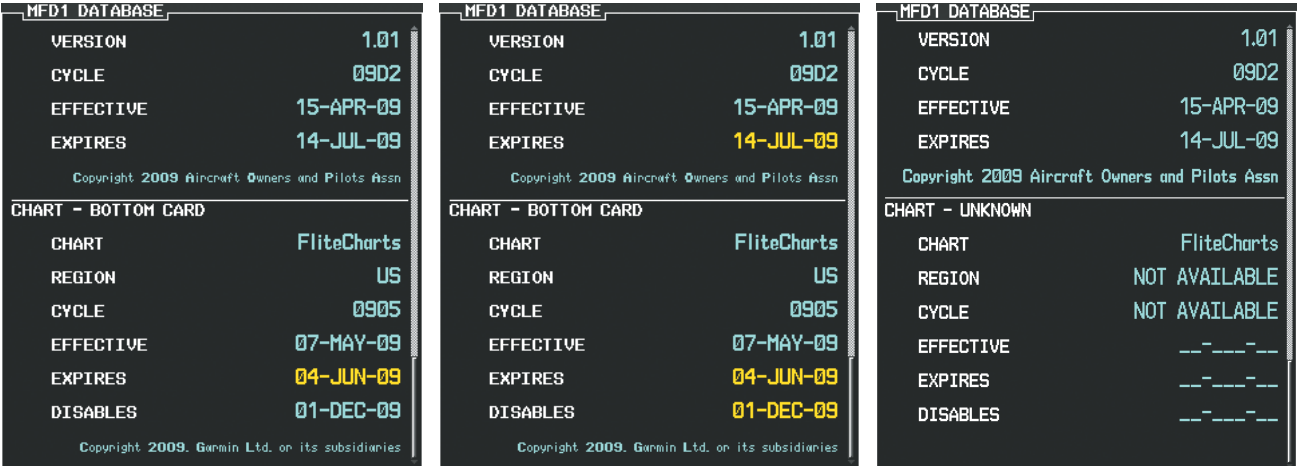 MFD1 DATABASE
VERSION 1.01
CYCLE 09D2
EFFECTIVE 15-APR-09
EXPIRES 14-JUL-09
Copyright 2009 Aircraft Owners and Pilots Assn
CHART - BOTTOM CARD
CHART FliteCharts
REGION US
CYCLE 0905
EFFECTIVE 07-MAY-09
EXPIRES 04-JUN-09
DISABLES 01-DEC-09
Copyright 2009. Garmin Ltd. or its subsidiaries
MFD1 DATABASE
VERSION 1.01
CYCLE 09D2
EFFECTIVE 15-APR-09
EXPIRES 14-JUL-09
Copyright 2009 Aircraft Owners and Pilots Assn
CHART - BOTTOM CARD
CHART FliteCharts
REGION US
CYCLE 0905
EFFECTIVE 07-MAY-09
EXPIRES 04-JUN-09
DISABLES 01-DEC-09
Copyright 2009. Garmin Ltd. or its subsidiaries
MFD1 DATABASE
VERSION 1.01
CYCLE 09D2
EFFECTIVE 15-APR-09
EXPIRES 14-JUL-09
Copyright 2009 Aircraft Owners and Pilots Assn
CHART - UNKNOWN
CHART FliteCharts
REGION NOT AVAILABLE
CYCLE NOT AVAILABLE
EFFECTIVE __-___-__
EXPIRES __-___-__
DISABLES __-___-__